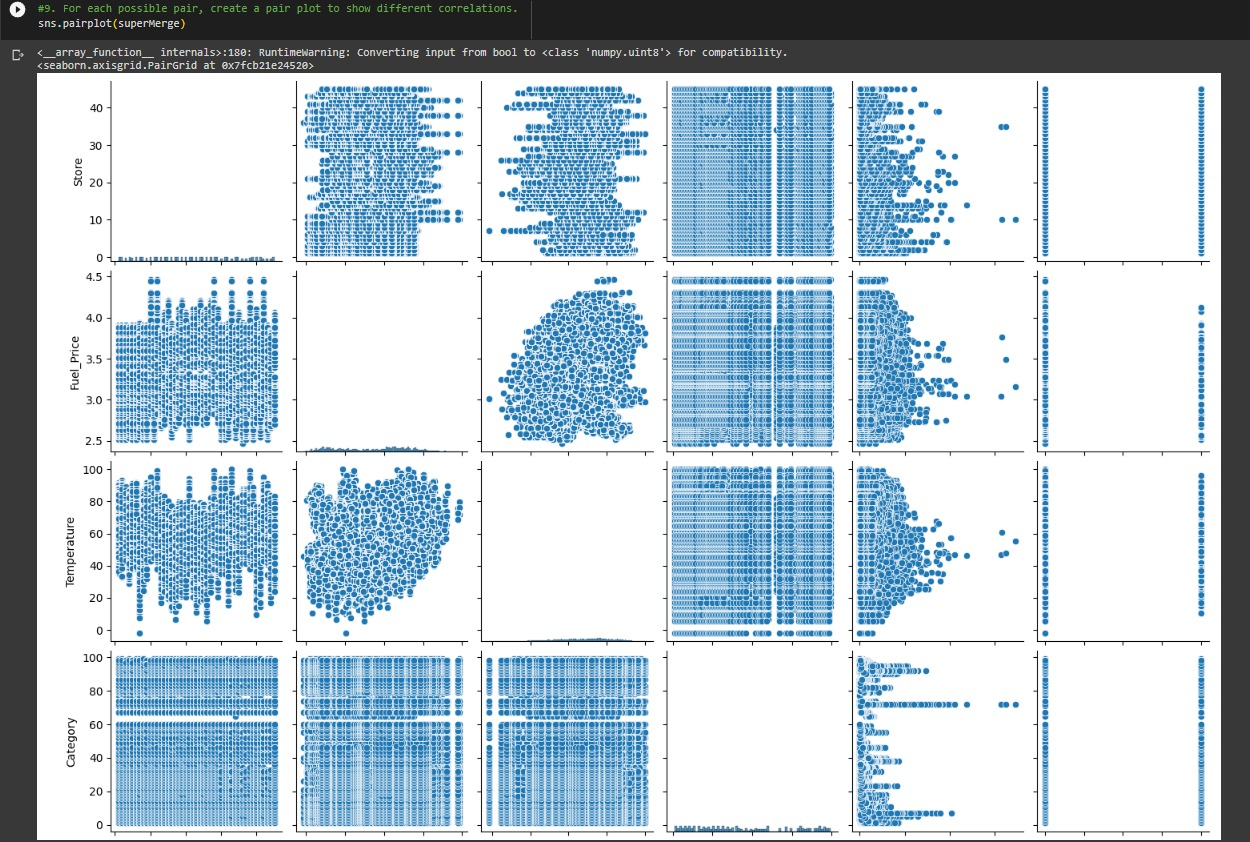 #9. For each possible pair, create a pair plot to show different correlations.
sns.pairplot(superMerge)
<__array_function__ internals>:180: RuntimeWarning: Converting input from bool to <class 'numpy.uint8'> for compatibility.
<seaborn.axisgrid.PairGrid at 0x7fcb21e24520>
40
30
20
10
0
Store
4.5
4.0
3.5
3.0
2.5
Fuel_Price
100
80
60
40
20
0
Temperature
100
80
60
40
20
0
Category